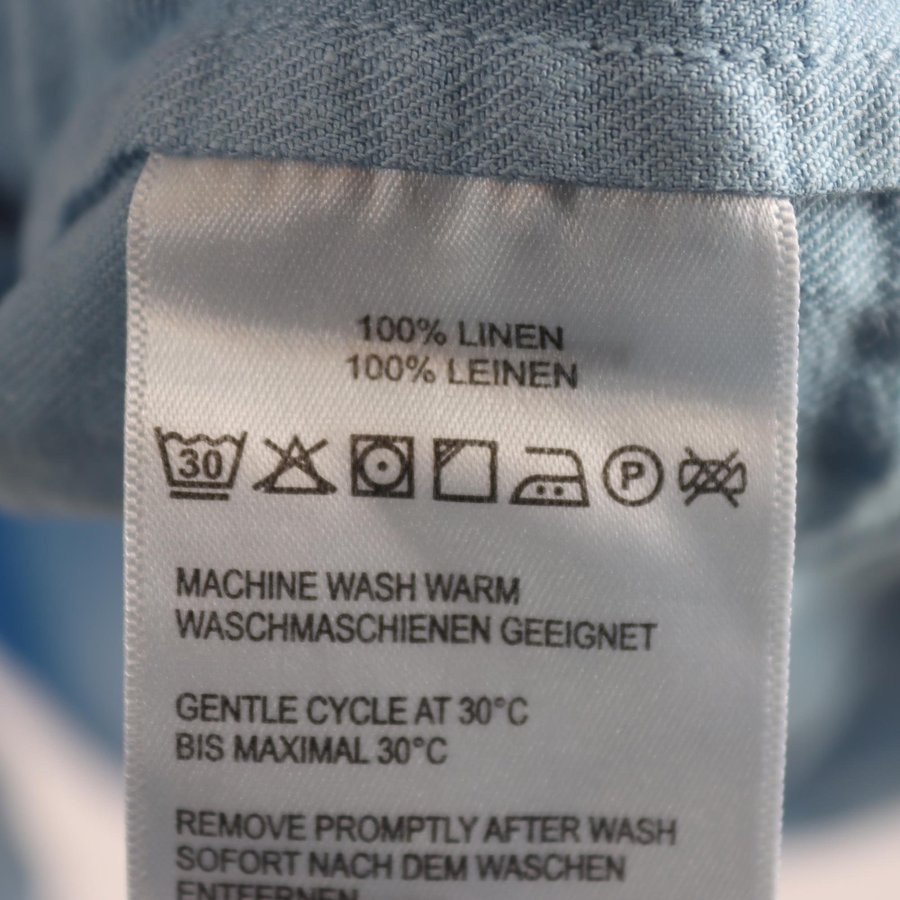 100% LINEN
100% LEINEN
30 P
MACHINE WASH WARM
WASCHMASCHIENEN GEEIGNET
GENTLE CYCLE AT 30°C
BIS MAXIMAL 30°C
REMOVE PROMPTLY AFTER WASH
SOFORT NACH DEM WASCHEN
ENTFERNEN